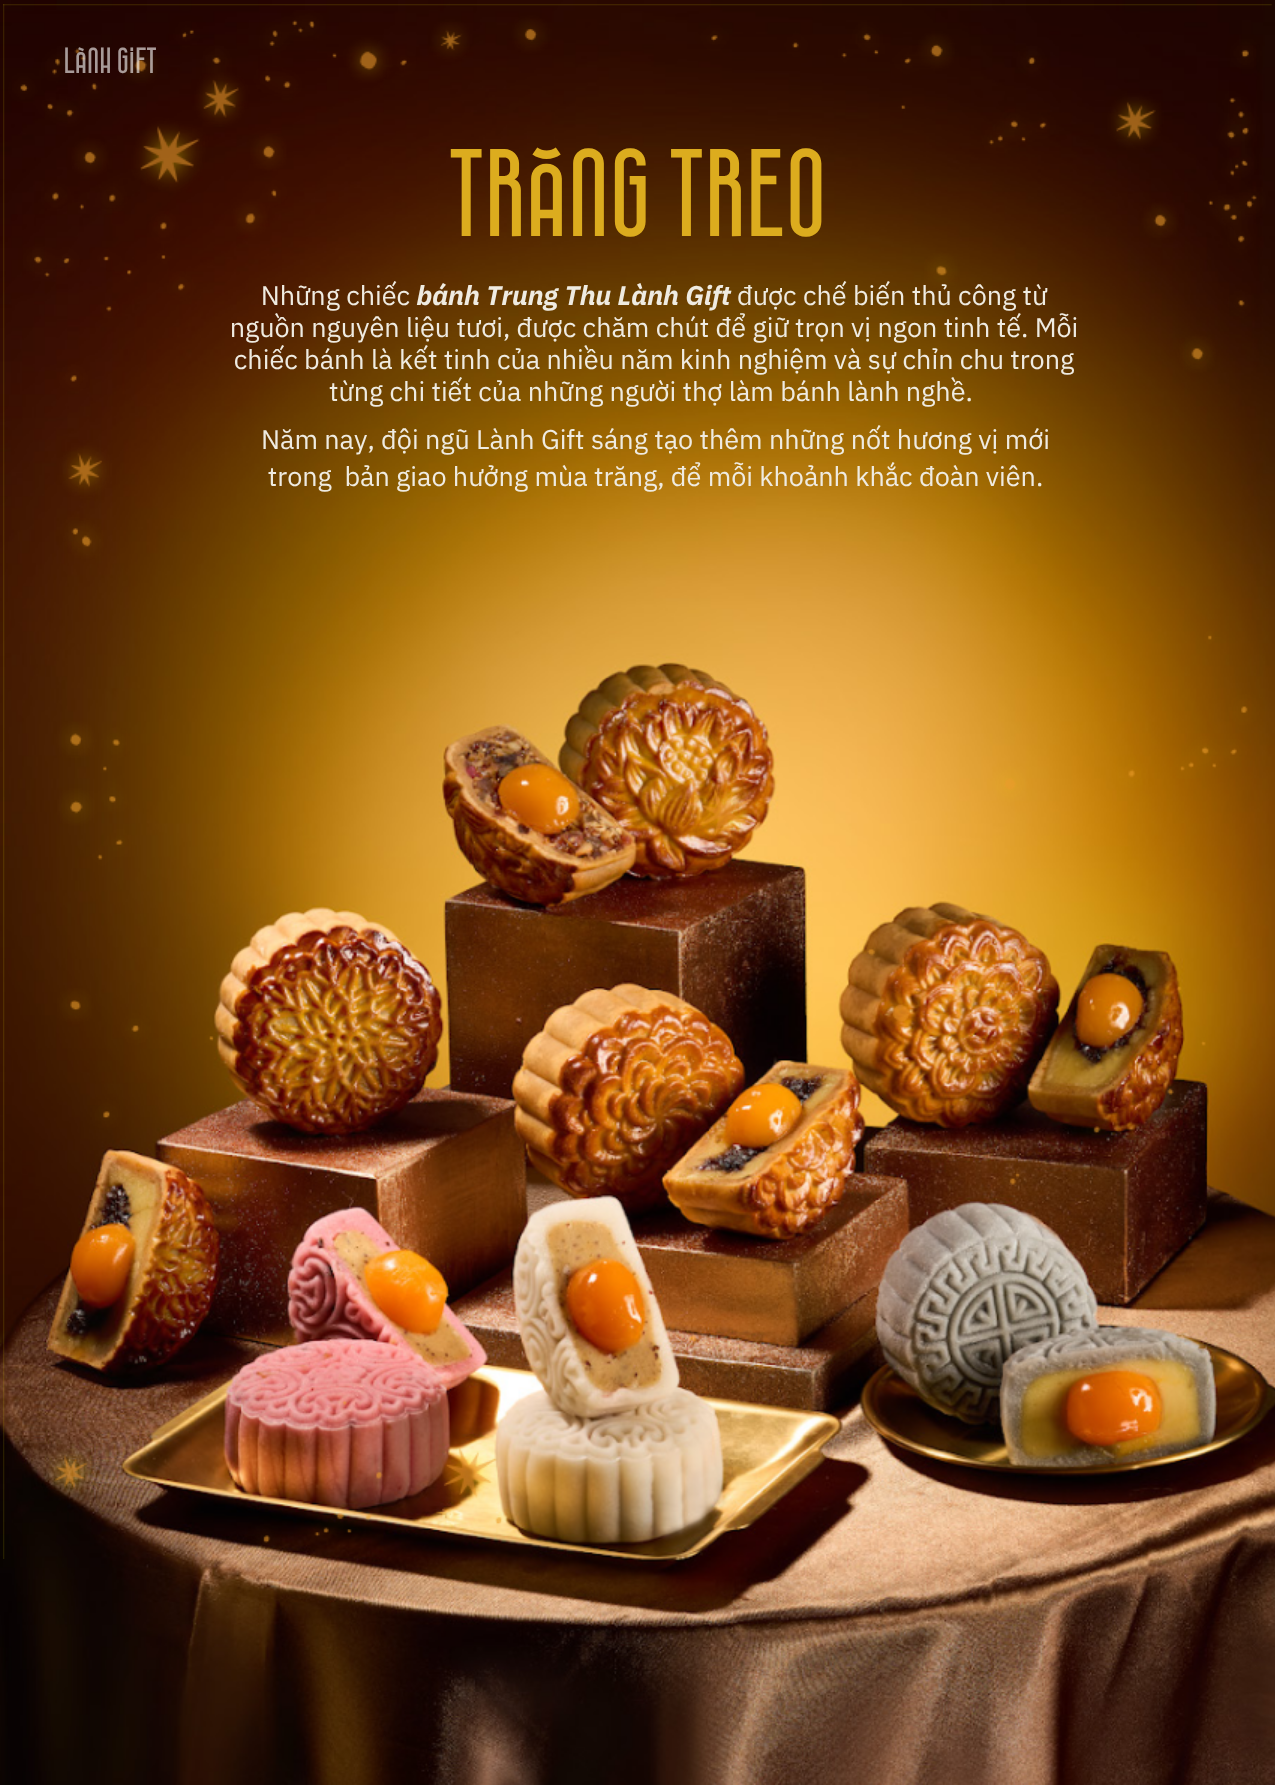 LÀNH GIFT
TRĂNG TREO
Những chiếc bánh Trung Thu Lành Gift được chế biến thủ công từ
nguồn nguyên liệu tươi, được chăm chút để giữ trọn vị ngon tinh tế. Mỗi
chiếc bánh là kết tinh của nhiều năm kinh nghiệm và sự chỉn chu trong
từng chi tiết của những người thợ làm bánh lành nghề.
Năm nay, đội ngũ Lành Gift sáng tạo thêm những nốt hương vị mới
trong bản giao hưởng mùa trăng, để mỗi khoảnh khắc đoàn viên.